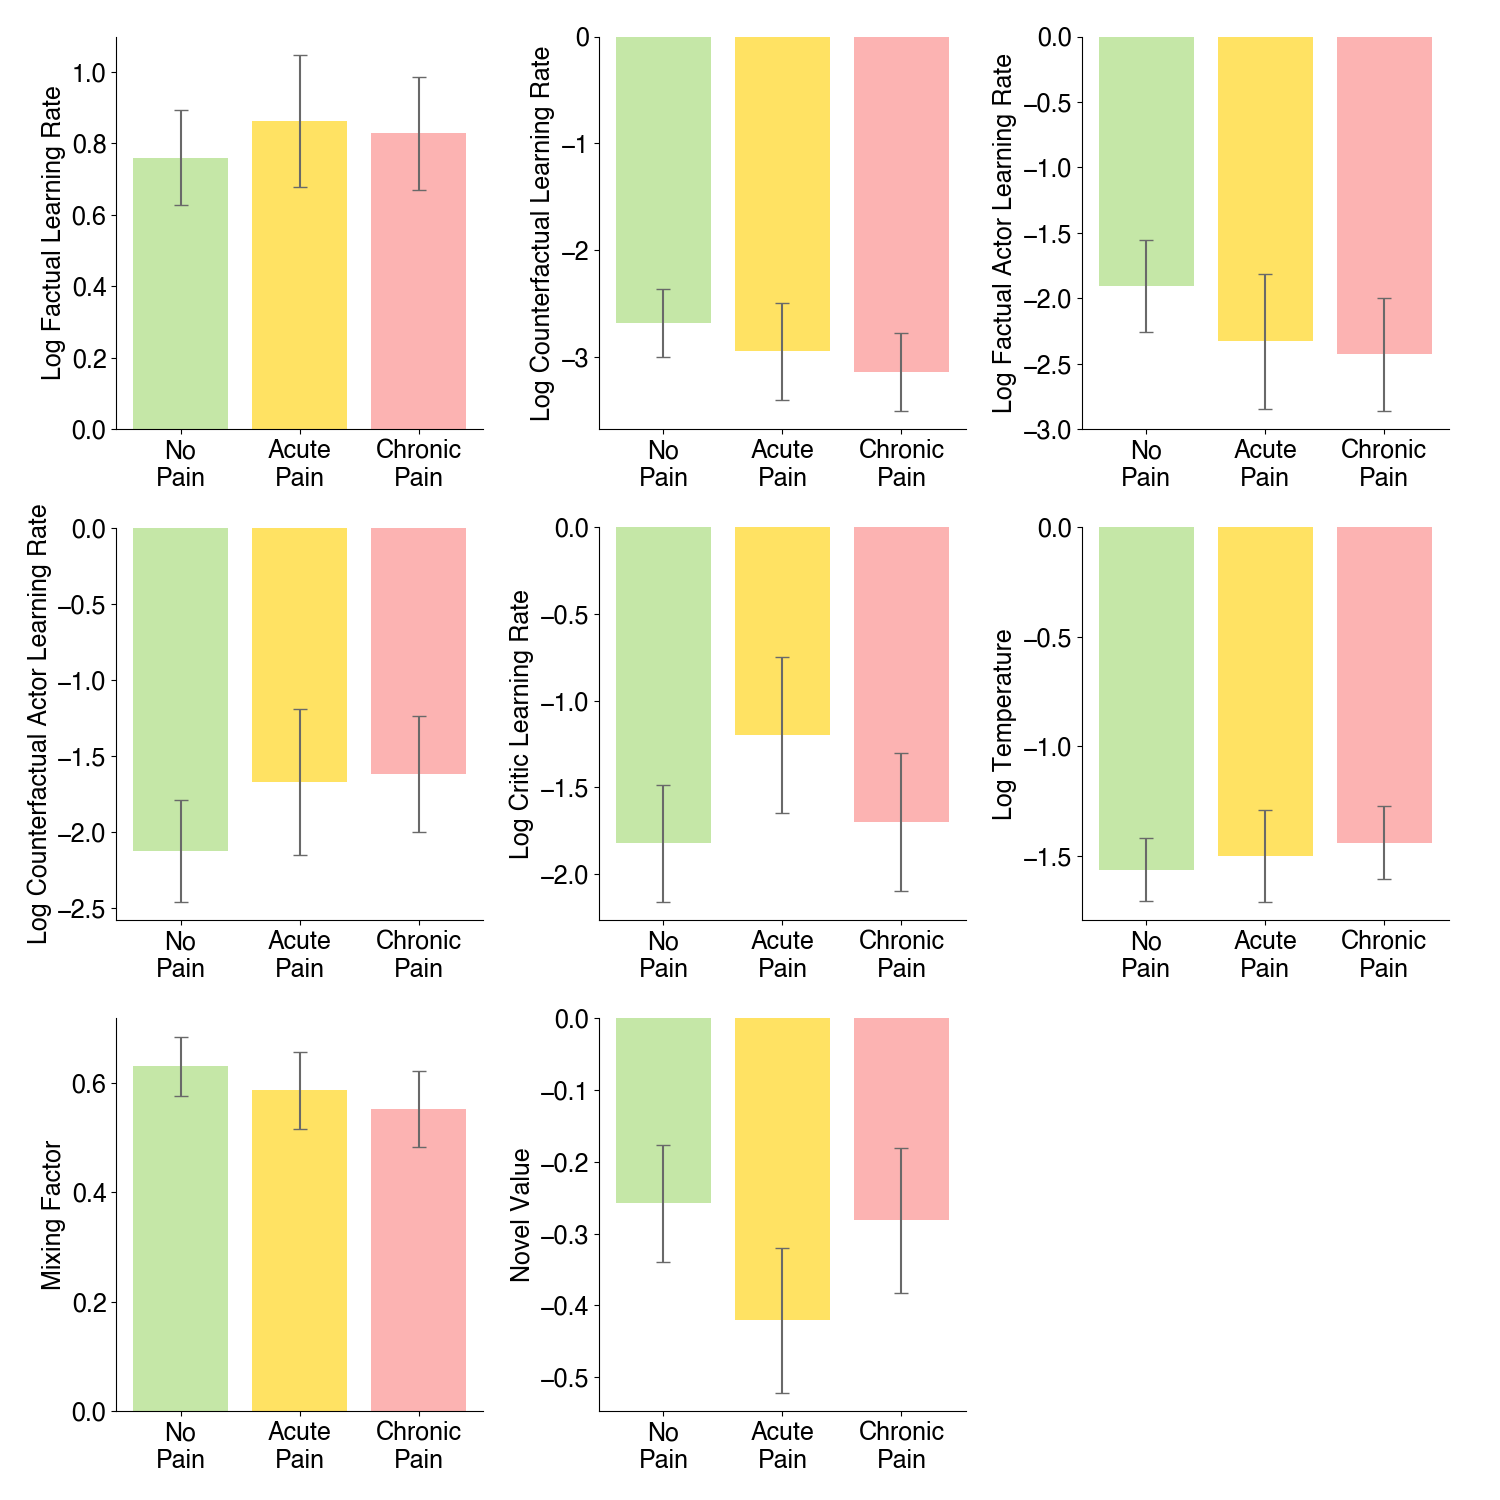 Log Factual Learning Rate
1.0
0.8
0.6
0.4
0.2
0.0
No
Pain
Acute
Pain
Chronic
Pain
Log Counterfactual Learning Rate
0
−1
−2
−3
No
Pain
Acute
Pain
Chronic
Pain
Log Factual Actor Learning Rate
0.0
−0.5
−1.0
−1.5
−2.0
−2.5
−3.0
No
Pain
Acute
Pain
Chronic
Pain
Log Counterfactual Actor Learning Rate
0.0
−0.5
−1.0
−1.5
−2.0
−2.5
No
Pain
Acute
Pain
Chronic
Pain
Log Critic Learning Rate
0.0
−0.5
−1.0
−1.5
−2.0
No
Pain
Acute
Pain
Chronic
Pain
Log Temperature
0.0
−0.5
−1.0
−1.5
No
Pain
Acute
Pain
Chronic
Pain
Mixing Factor
0.6
0.4
0.2
0.0
No
Pain
Acute
Pain
Chronic
Pain
Novel Value
0.0
−0.1
−0.2
−0.3
−0.4
−0.5
No
Pain
Acute
Pain
Chronic
Pain